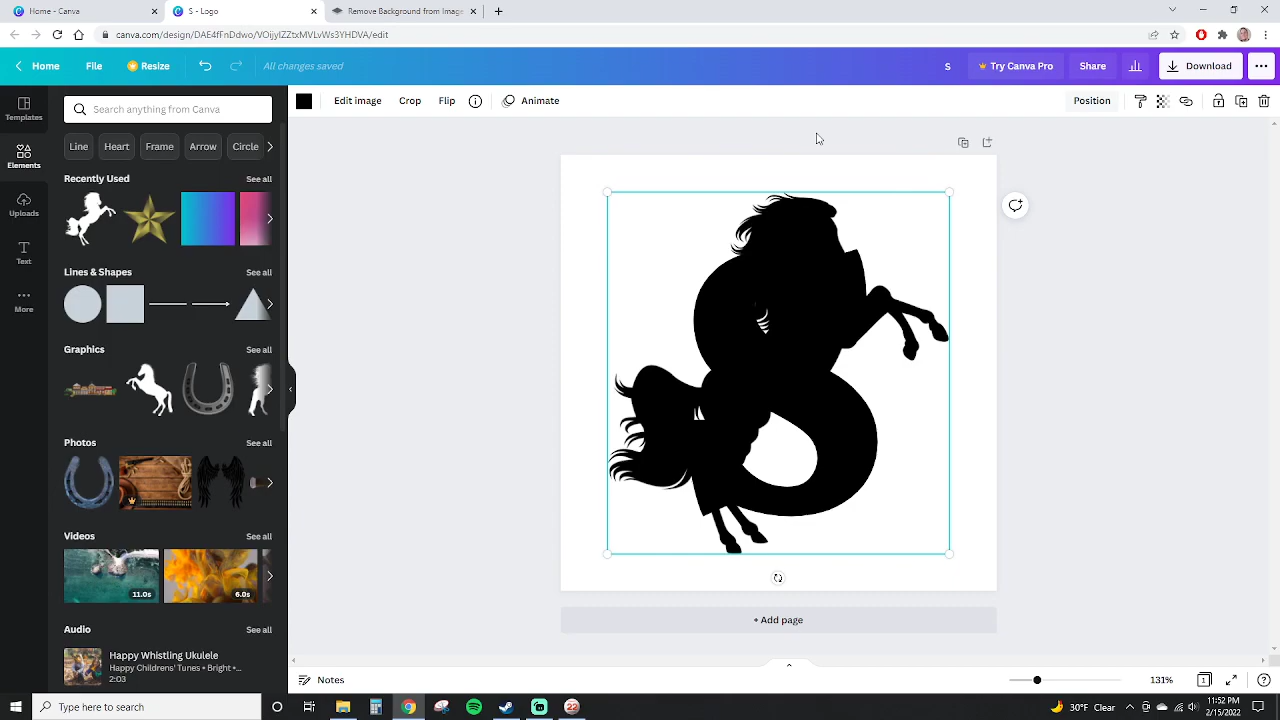 Home - Canva
S - Logo
Remove Background from Image
canva.com/design/DAE4fFnDdwo/VOijylZZtxMVLvWs3YHDVA/edit
Home
File
Resize
All changes saved
S
Try Canva Pro
Share
Download
Templates
Elements
Uploads
Text
More
Search anything from Canva
Line
Heart
Frame
Arrow
Circle
Recently Used
See all
Lines & Shapes
See all
Graphics
See all
Photos
See all
Videos
See all
11.0s
6.0s
Audio
See all
Happy Whistling Ukulele
Happy Childrens' Tunes • Bright •...
2:03
Edit image
Crop
Flip
Animate
Position
+ Add page
Notes
131%
1
Type here to search
22
30°F Clear
11:52 PM
2/15/2022